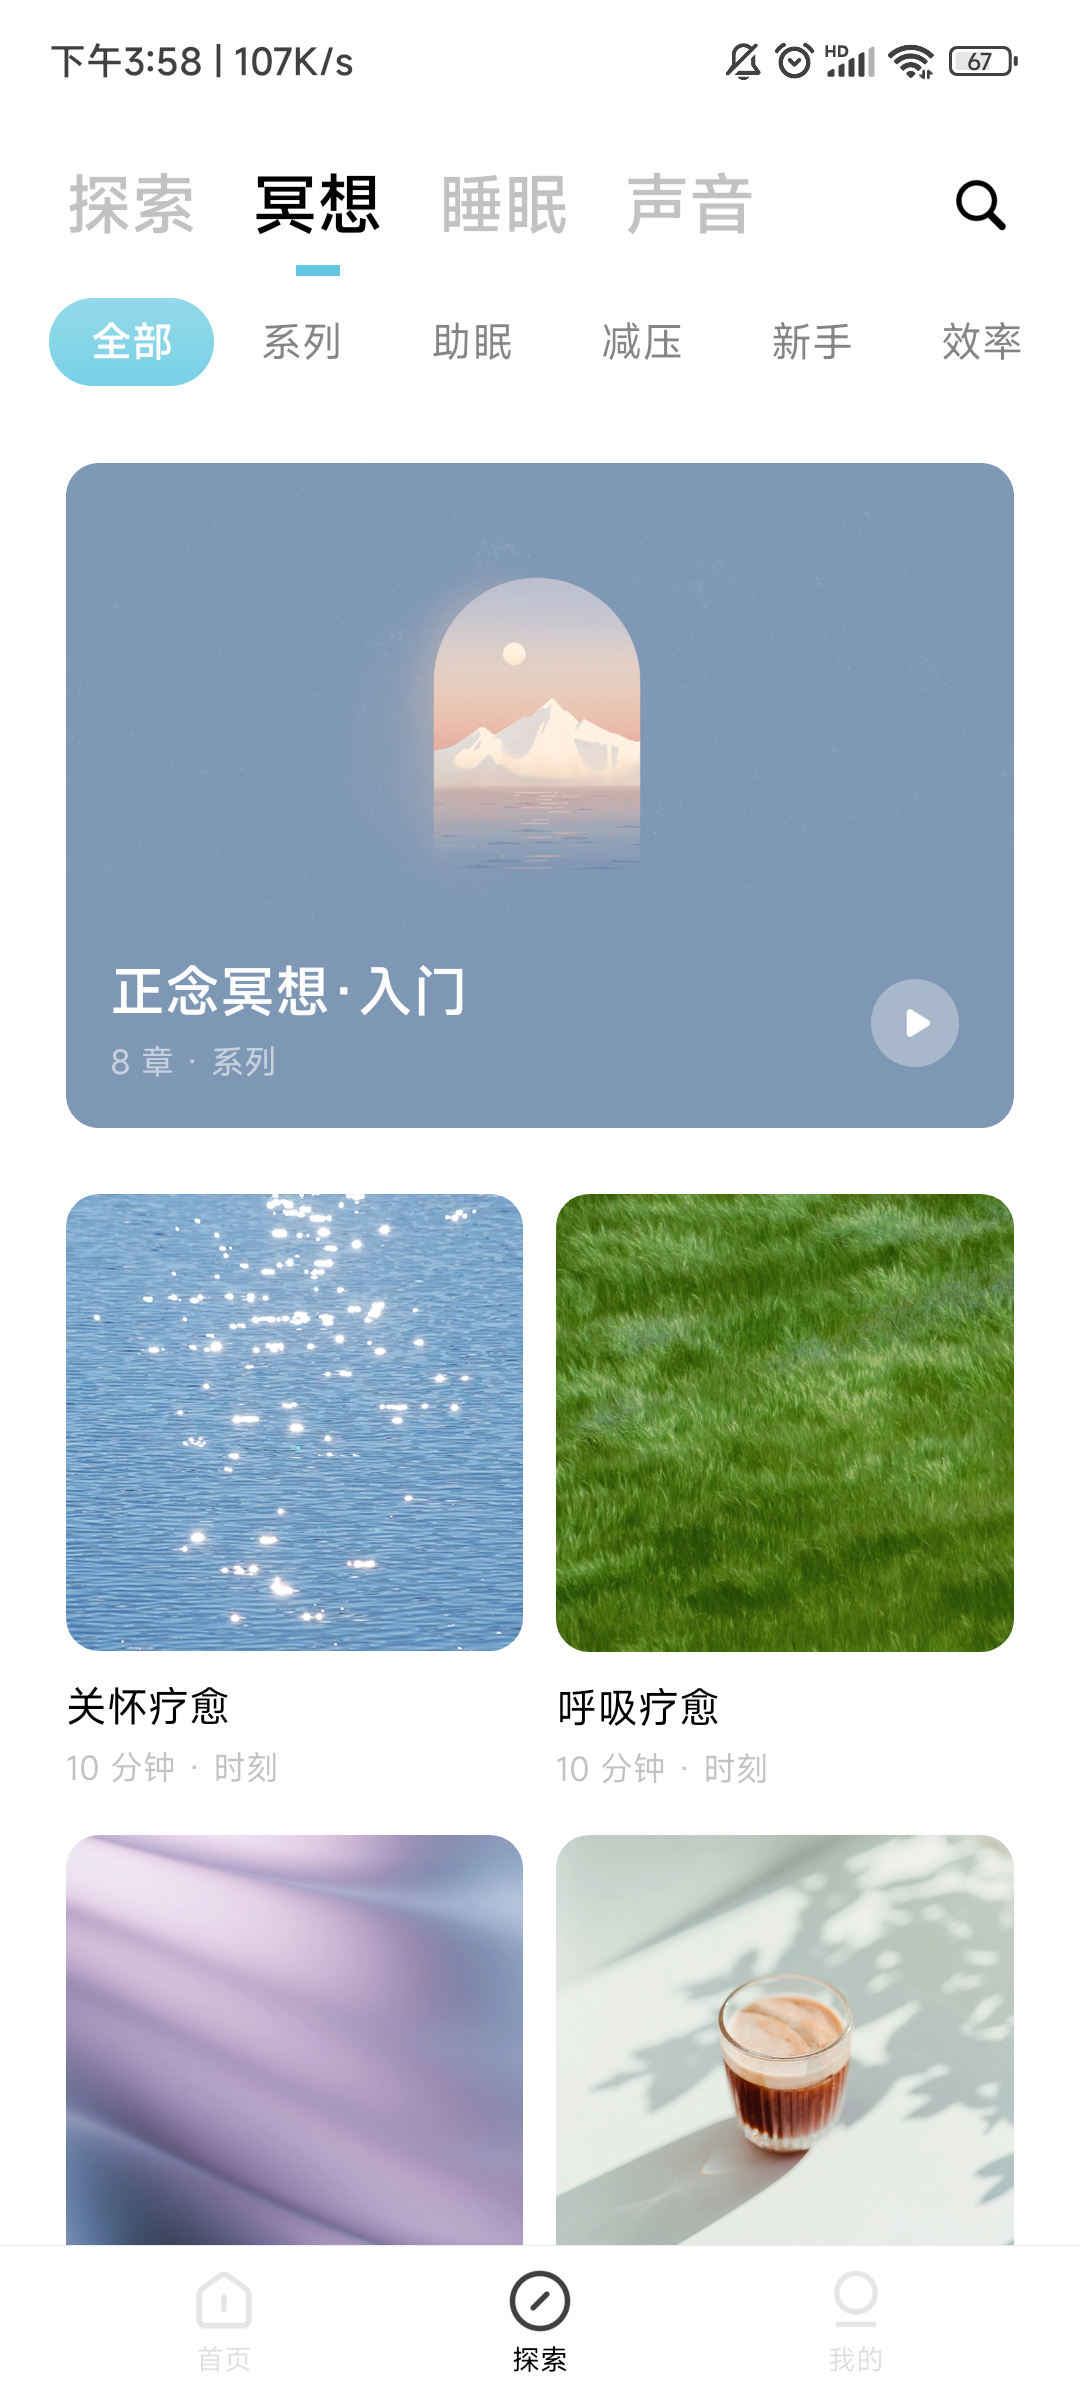 下午3:58 | 107K/s HD 67
探索 冥想 睡眠 声音
全部 系列 助眠 减压 新手 效率
正念冥想·入门
8 章 · 系列
关怀疗愈 呼吸疗愈
10 分钟 · 时刻 10 分钟 · 时刻
首页 探索 我的